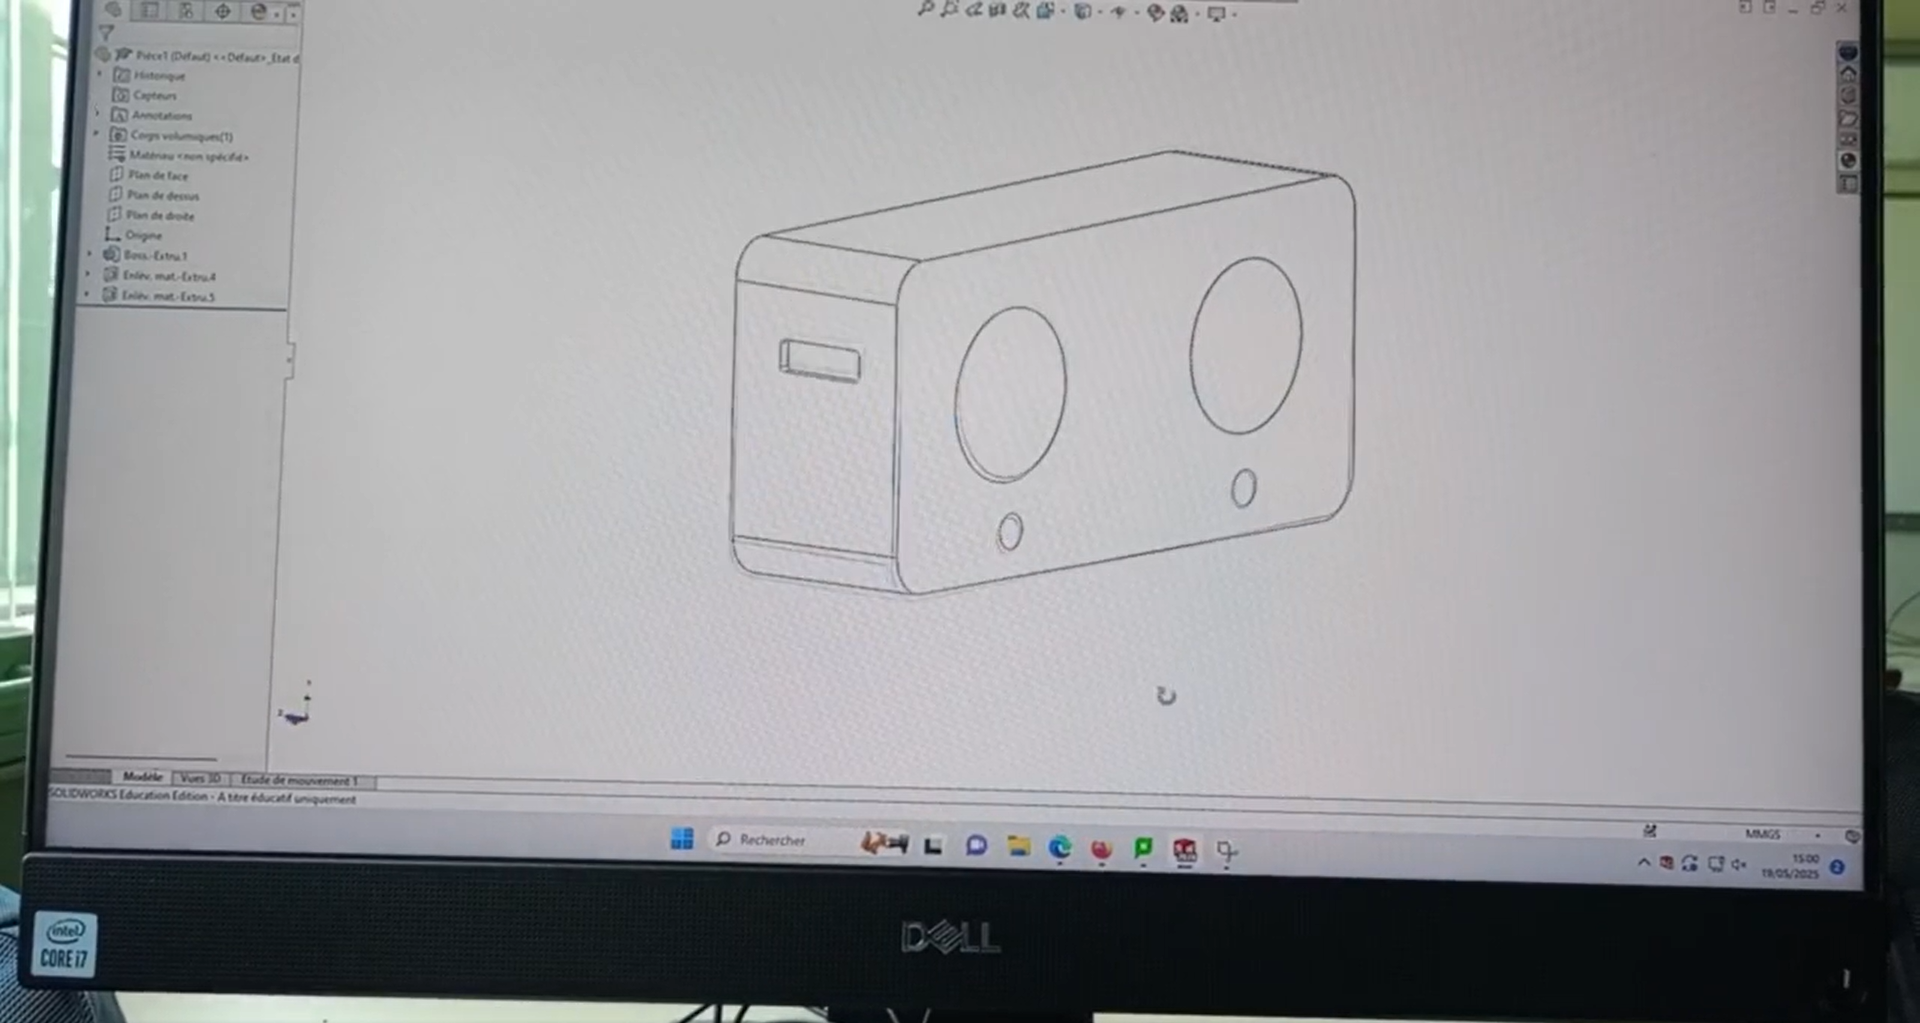 Pièce1 (Défaut) <<Défaut>_Etat d
Historique
Capteurs
Annotations
Corps volumiques(1)
Matériau <non spécifié>
Plan de face
Plan de dessus
Plan de droite
Origine
Boss.-Extru.1
Enlèv. mat.-Extru.4
Enlèv. mat.-Extru.5
Modèle
Vues 3D
Etude de mouvement 1
SOLIDWORKS Education Edition - A titre éducatif uniquement
MMGS
Rechercher
15:00
19/05/2025
2
intel
CORE i7
DELL